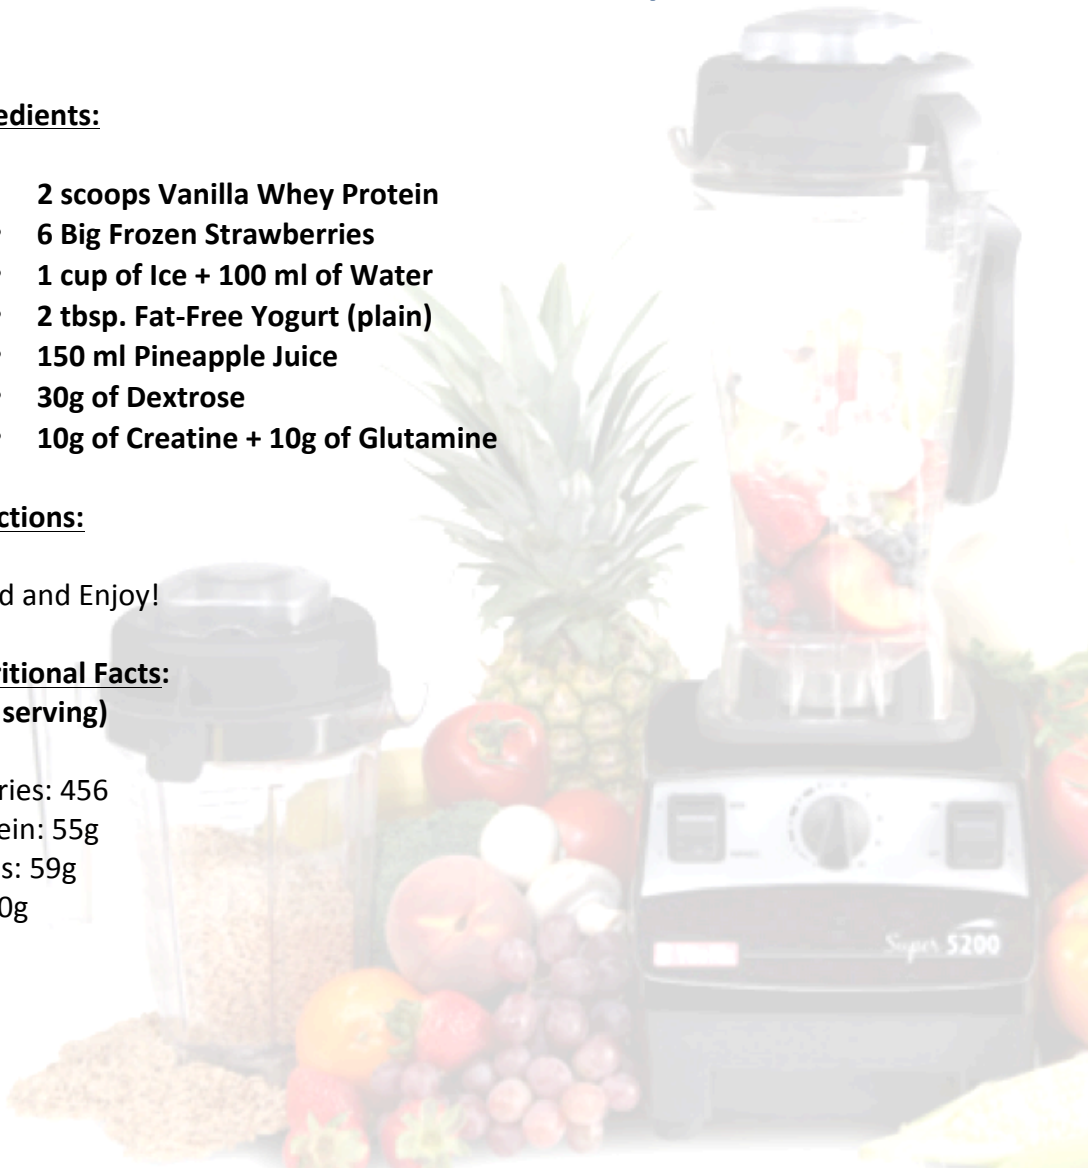 edients:
2 scoops Vanilla Whey Protein
• 6 Big Frozen Strawberries
• 1 cup of Ice + 100 ml of Water
• 2 tbsp. Fat-Free Yogurt (plain)
• 150 ml Pineapple Juice
• 30g of Dextrose
• 10g of Creatine + 10g of Glutamine
ctions:
d and Enjoy!
ritional Facts:
serving)
ries: 456
ein: 55g
s: 59g
0g
Super 5200